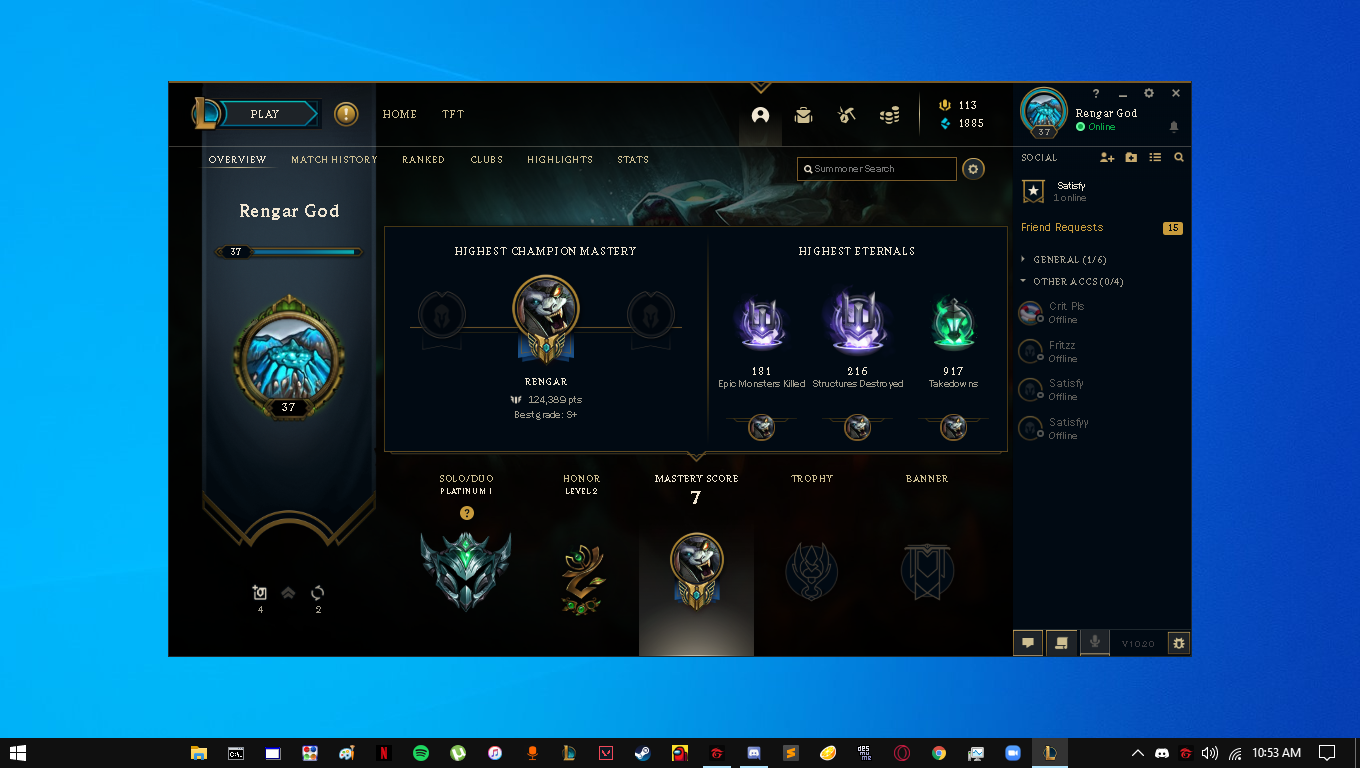 PLAY
HOME
TFT
113
1885
Rengar God
Online
37
OVERVIEW
MATCH HISTORY
RANKED
CLUBS
HIGHLIGHTS
STATS
Summoner Search
SOCIAL
Satisfy
1 online
Friend Requests
15
GENERAL (1/6)
OTHER ACCS (0/4)
Crit Pls
Offline
Fritzz
Offline
Satisfy
Offline
Satisfyy
Offline
Rengar God
37
37
HIGHEST CHAMPION MASTERY
RENGAR
124,389 pts
Best grade: S+
HIGHEST ETERNALS
181
Epic Monsters Killed
216
Structures Destroyed
917
Takedowns
SOLO/DUO
PLATINUM I
?
HONOR
LEVEL 2
MASTERY SCORE
7
TROPHY
BANNER
4
2
V10.20
C:\.
N
DES
MU
ME
10:53 AM